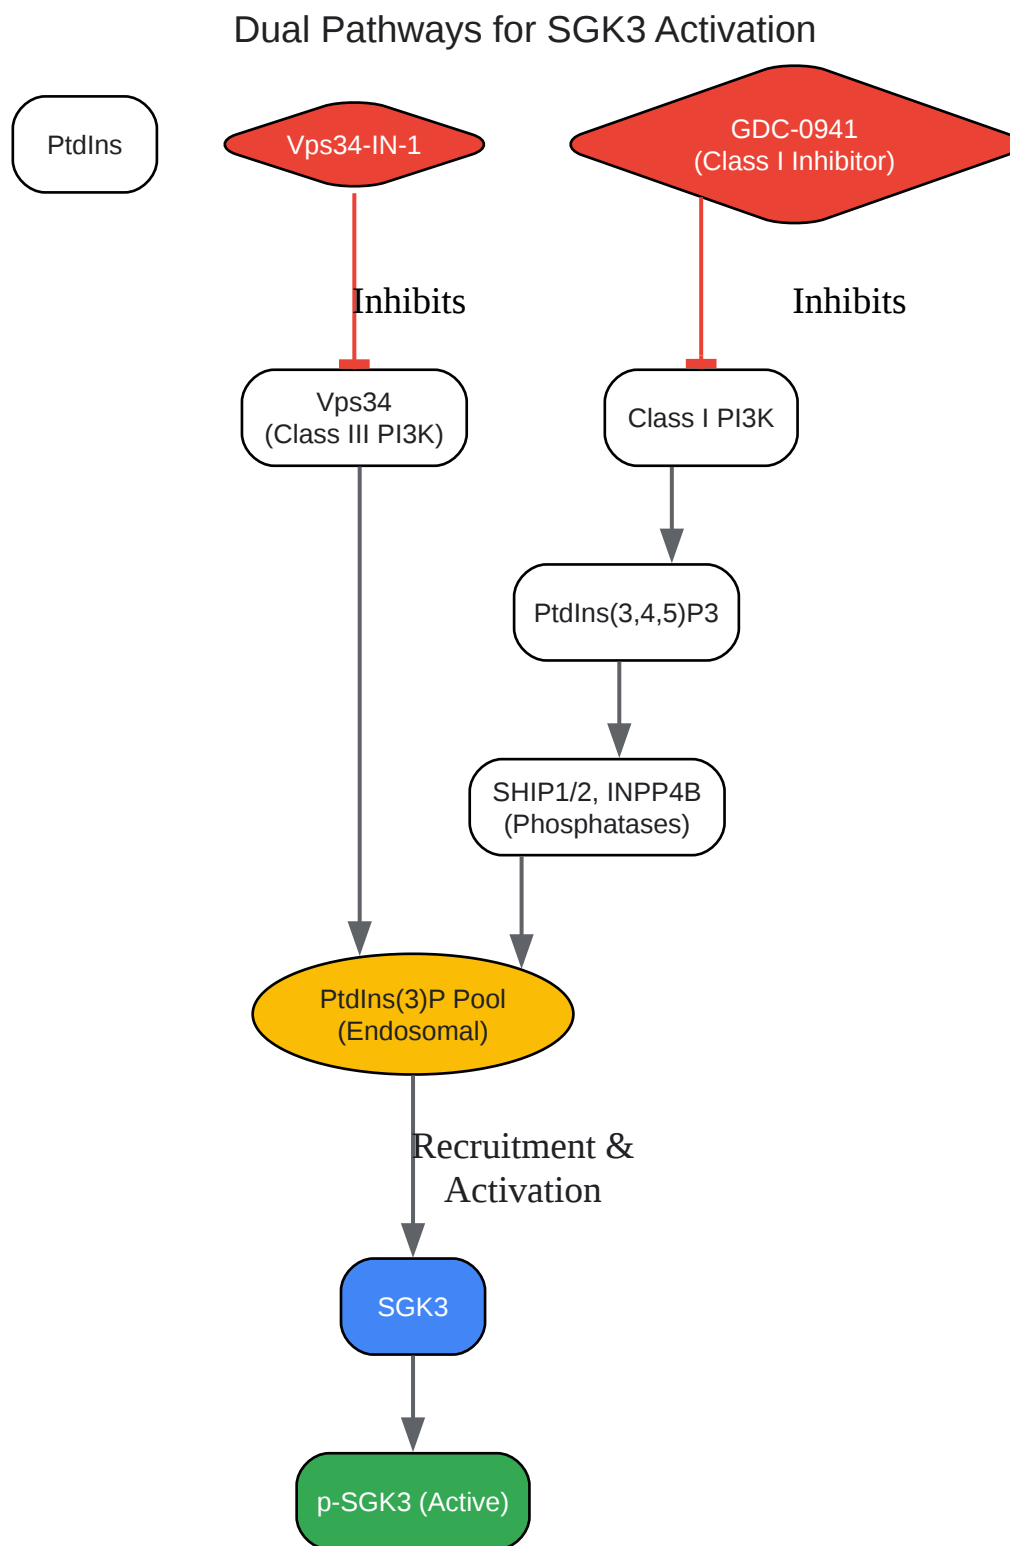 Dual Pathways for SGK3 Activation
PtdIns
Vps34-IN-1
GDC-0941
(Class I Inhibitor)
Inhibits
Inhibits
Vps34
(Class III PI3K)
Class I PI3K
PtdIns(3,4,5)P3
SHIP1/2, INPP4B
(Phosphatases)
PtdIns(3)P Pool
(Endosomal)
Recruitment &
Activation
SGK3
p-SGK3 (Active)